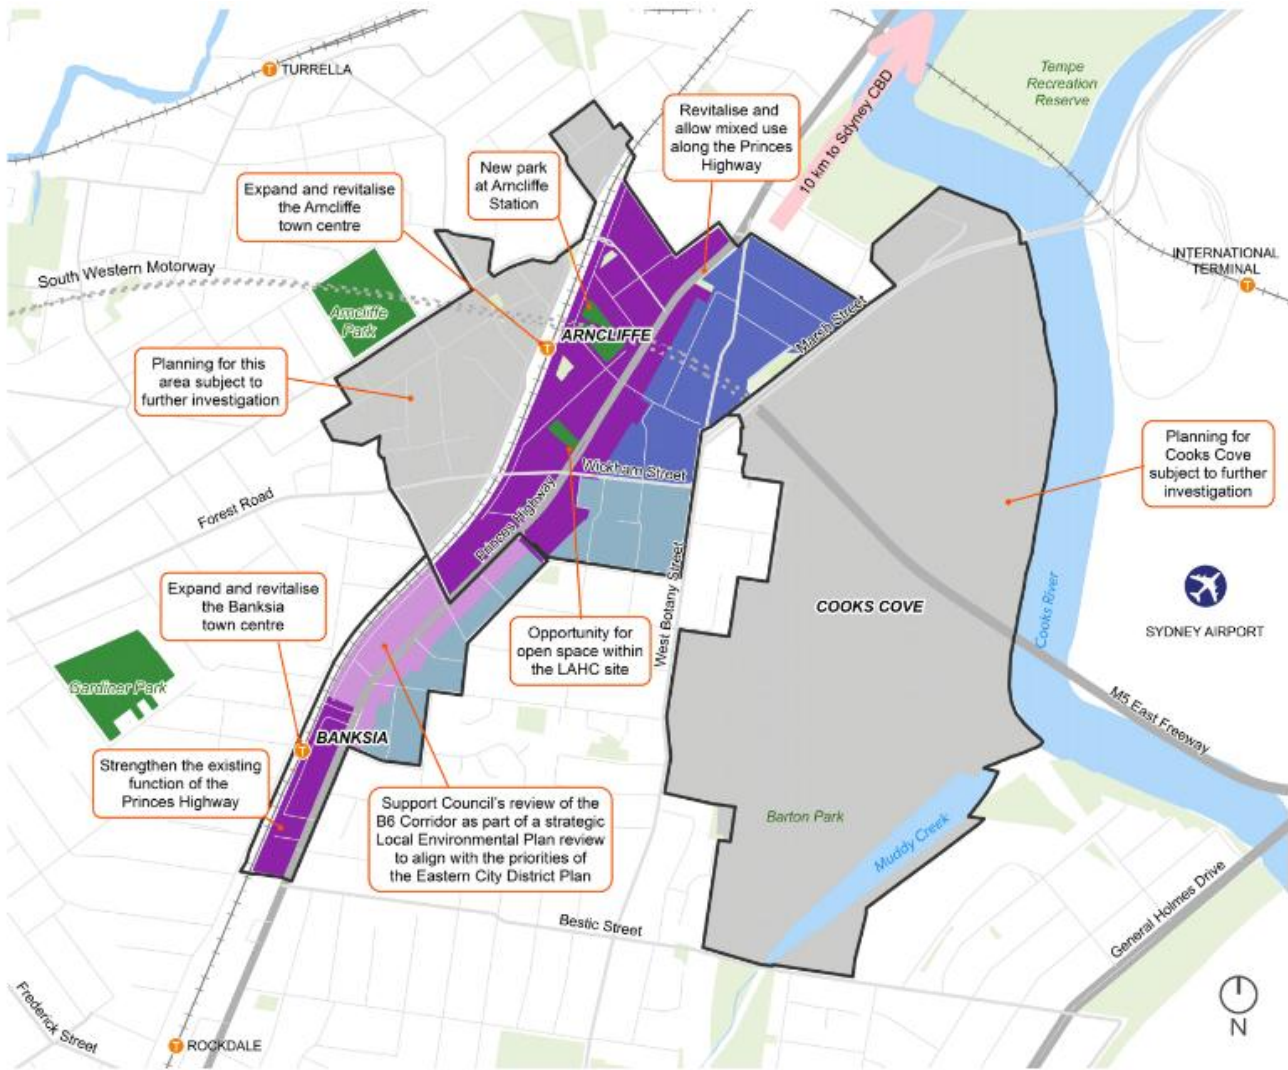 TURRELLA
Tempe
Recreation
Reserve
10 km to Sdyney CBD
Revitalise and
allow mixed use
along the Princes
Highway
New park
at Arncliffe
Station
Expand and revitalise
the Arncliffe
town centre
INTERNATIONAL
TERMINAL
South Western Motorway
Arncliffe
Park
ARNCLIFFE
Marsh Street
Planning for this
area subject to
further investigation
Planning for
Cooks Cove
subject to further
investigation
Wickham Street
Forest Road
Princes Highway
Expand and revitalise
the Banksia
town centre
West Botany Street
COOKS COVE
Cooks River
SYDNEY AIRPORT
Opportunity for
open space within
the LAHC site
Gardiner Park
M5 East Freeway
BANKSIA
Strengthen the existing
function of the
Princes Highway
Support Council's review of the
B6 Corridor as part of a strategic
Local Environmental Plan review
to align with the priorities of
the Eastern City District Plan
Barton Park
Muddy Creek
Bestic Street
General Holmes Drive
Frederick Street
ROCKDALE
N
T
T
T
T
T